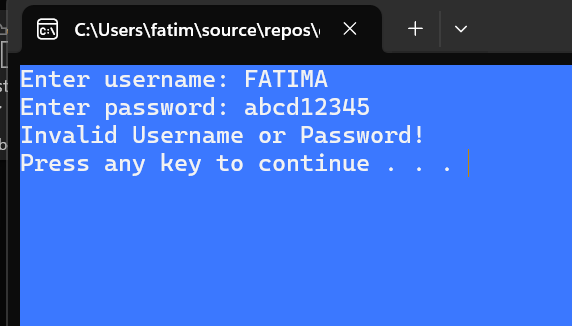 C:\Users\fatim\source\repos\
Enter username: FATIMA
Enter password: abcd12345
Invalid Username or Password!
Press any key to continue . . .